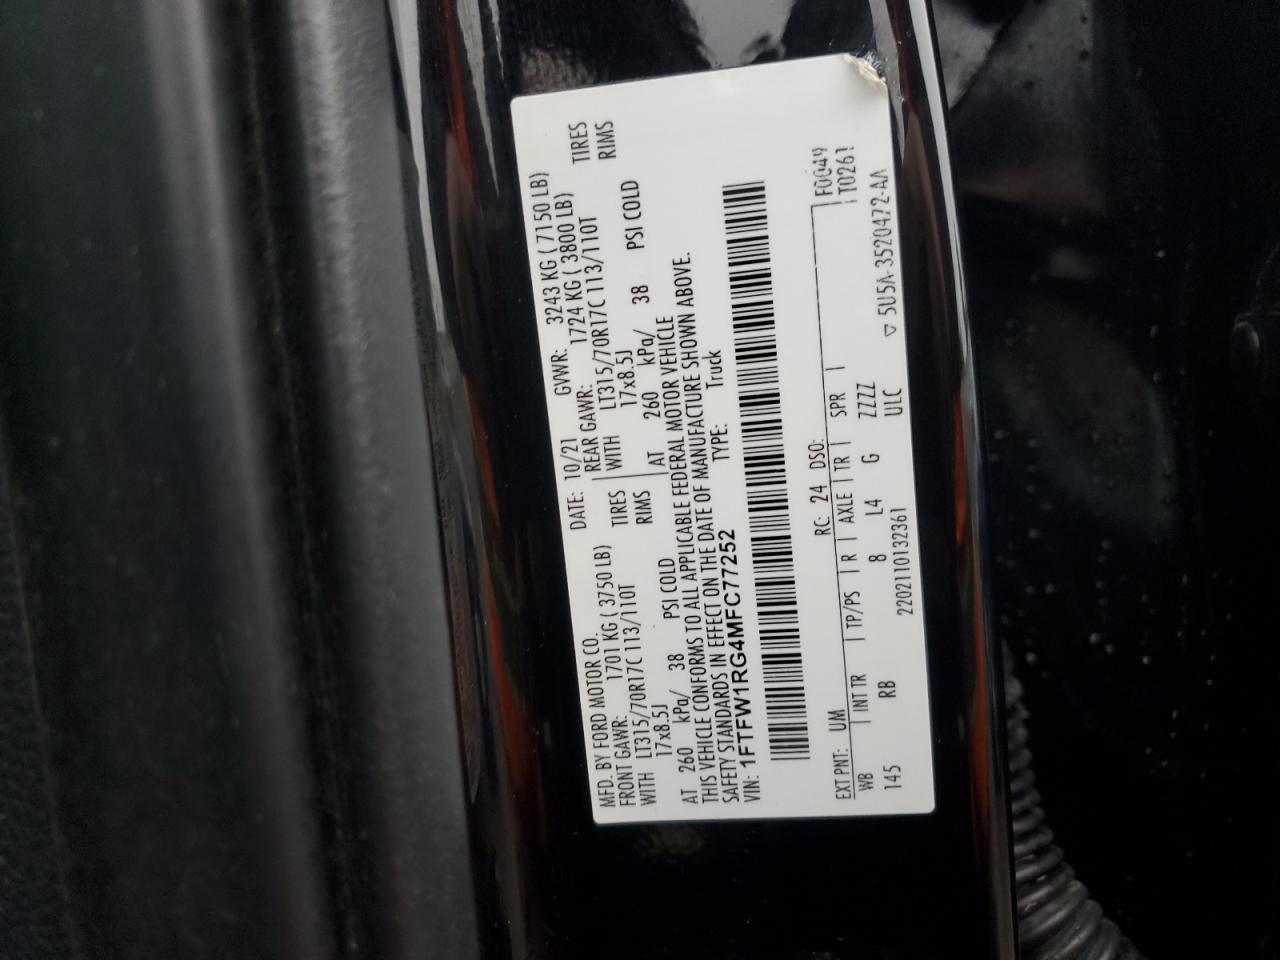 MFD. BY FORD MOTOR CO.
DATE: 10/21 GVWR: 3243 KG ( 7150 LB)
FRONT GAWR: 1701 KG ( 3750 LB) REAR GAWR: 1724 KG ( 3800 LB)
WITH LT315/70R17C 113/110T TIRES WITH LT315/70R17C 113/110T TIRES
17x8.5J RIMS 17x8.5J RIMS
AT 260 kPa/ 38 PSI COLD AT 260 kPa/ 38 PSI COLD
THIS VEHICLE CONFORMS TO ALL APPLICABLE FEDERAL MOTOR VEHICLE
SAFETY STANDARDS IN EFFECT ON THE DATE OF MANUFACTURE SHOWN ABOVE.
VIN: 1FTFW1RG4MFC77252 TYPE: Truck
EXT PNT: UM RC: 24 DSO: F0049
WB INT TR TP/PS R AXLE TR SPR T0261
145 RB 8 L4 G ZZZZ
2202110132361 ULC ▽ 5U5A-3520472-AA